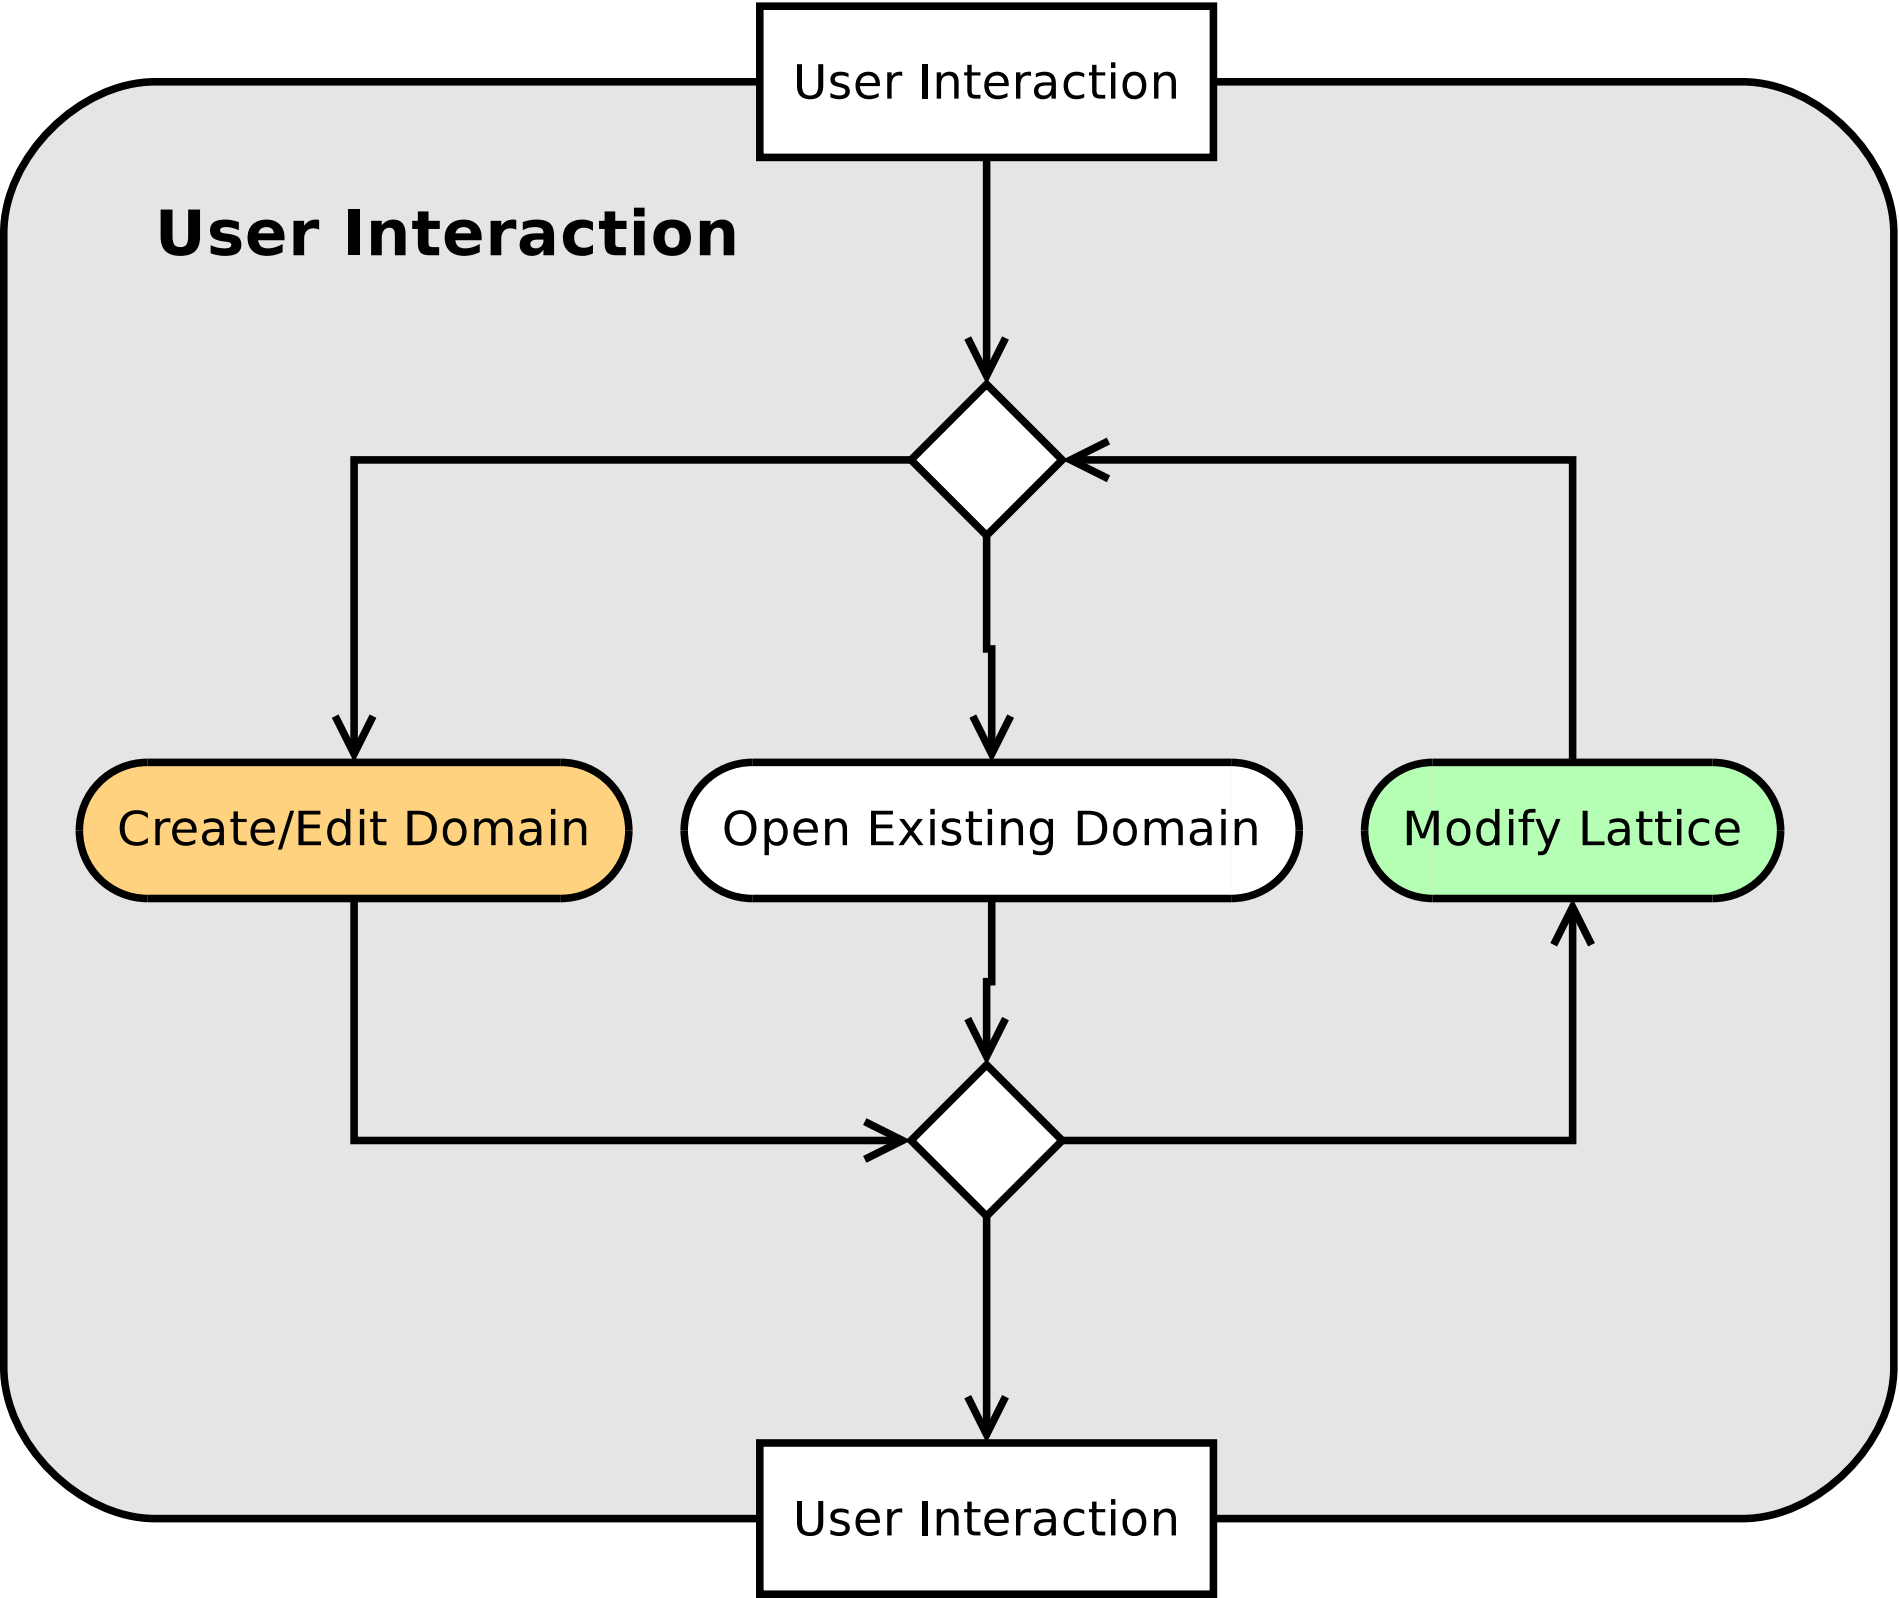 User Interaction
User Interaction
Create/Edit Domain
Open Existing Domain
Modify Lattice
User Interaction